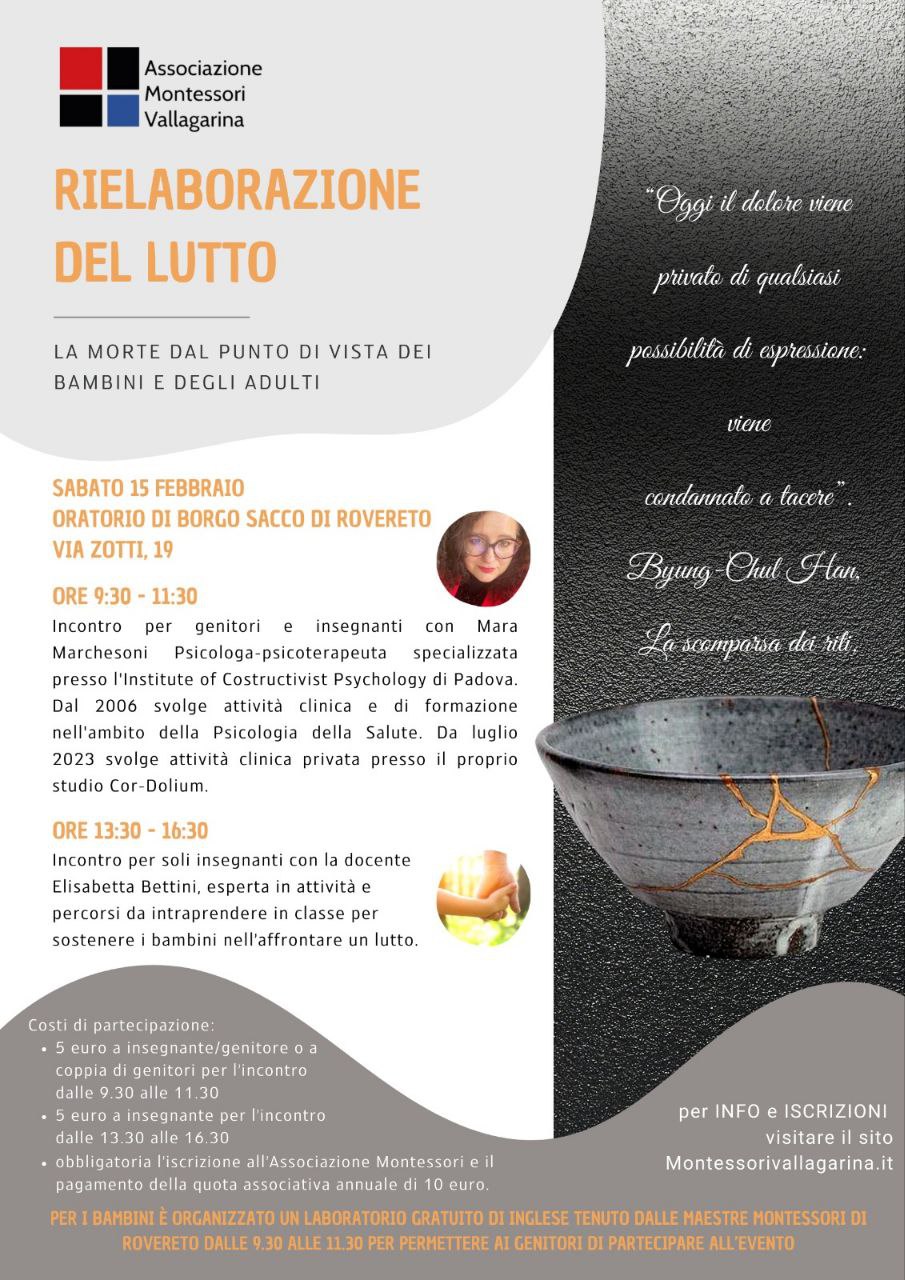 Associazione
Montessori
Vallagarina
RIELABORAZIONE
DEL LUTTO
LA MORTE DAL PUNTO DI VISTA DEI
BAMBINI E DEGLI ADULTI
"Oggi il dolore viene
privato di qualsiasi
possibilità di espressione:
viene
condannato a tacere".
Byung-Chul Han,
La scomparsa dei riti.
SABATO 15 FEBBRAIO
ORATORIO DI BORGO SACCO DI ROVERETO
VIA ZOTTI, 19
ORE 9:30 - 11:30
Incontro per genitori e insegnanti con Mara
Marchesoni Psicologa-psicoterapeuta specializzata
presso l'Institute of Costructivist Psychology di Padova.
Dal 2006 svolge attività clinica e di formazione
nell'ambito della Psicologia della Salute. Da luglio
2023 svolge attività clinica privata presso il proprio
studio Cor-Dolium.
ORE 13:30 - 16:30
Incontro per soli insegnanti con la docente
Elisabetta Bettini, esperta in attività e
percorsi da intraprendere in classe per
sostenere i bambini nell'affrontare un lutto.
Costi di partecipazione:
• 5 euro a insegnante/genitore o a
coppia di genitori per l'incontro
dalle 9.30 alle 11.30
• 5 euro a insegnante per l'incontro
dalle 13.30 alle 16.30
• obbligatoria l'iscrizione all'Associazione Montessori e il
pagamento della quota associativa annuale di 10 euro.
per INFO e ISCRIZIONI
visitare il sito
Montessorivallagarina.it
PER I BAMBINI È ORGANIZZATO UN LABORATORIO GRATUITO DI INGLESE TENUTO DALLE MAESTRE MONTESSORI DI
ROVERETO DALLE 9.30 ALLE 11.30 PER PERMETTERE AI GENITORI DI PARTECIPARE ALL'EVENTO